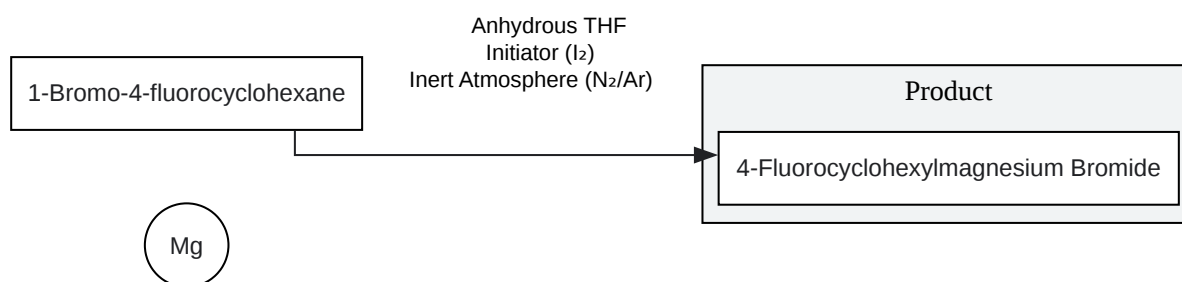 Anhydrous THF
Initiator (I₂)
Inert Atmosphere (N₂/Ar)
1-Bromo-4-fluorocyclohexane
Product
4-Fluorocyclohexylmagnesium Bromide
Mg